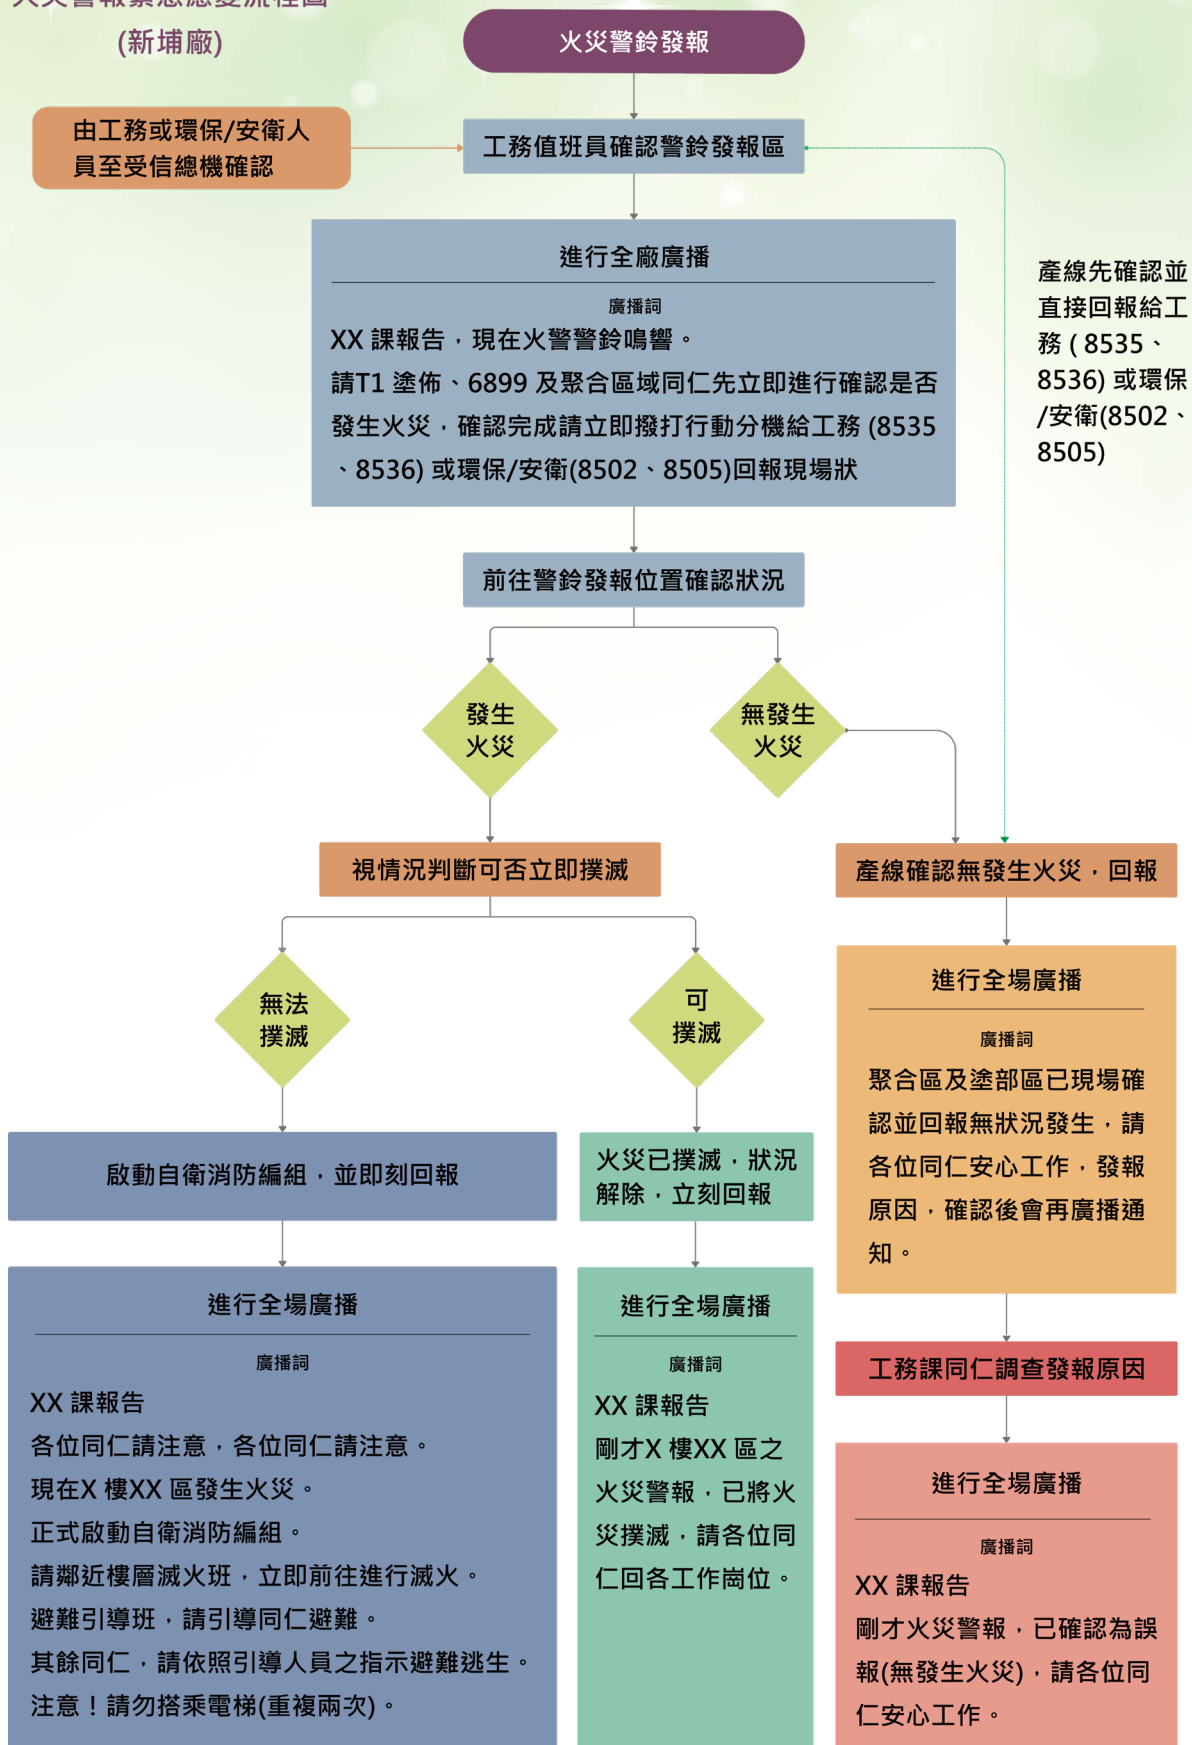 火災警報緊急應變流程圖
(新埔廠)
火災警鈴發報
由工務或環保/安衛人
員至受信總機確認
工務值班員確認警鈴發報區
進行全廠廣播
廣播詞
XX 課報告，現在火警警鈴鳴響。
請T1 塗佈、6899 及聚合區域同仁先立即進行確認是否
發生火災，確認完成請立即撥打行動分機給工務 (8535
、8536) 或環保/安衛(8502、8505)回報現場狀
產線先確認並
直接回報給工
務 ( 8535、
8536) 或環保
/安衛(8502、
8505)
前往警鈴發報位置確認狀況
發生
火災
無發生
火災
視情況判斷可否立即撲滅
產線確認無發生火災，回報
無法
撲滅
可
撲滅
進行全場廣播
廣播詞
聚合區及塗部區已現場確
認並回報無狀況發生，請
各位同仁安心工作，發報
原因，確認後會再廣播通
知。
啟動自衛消防編組，並即刻回報
火災已撲滅，狀況
解除，立刻回報
進行全場廣播
廣播詞
XX 課報告
各位同仁請注意，各位同仁請注意。
現在X 樓XX 區發生火災。
正式啟動自衛消防編組。
請鄰近樓層滅火班，立即前往進行滅火。
避難引導班，請引導同仁避難。
其餘同仁，請依照引導人員之指示避難逃生。
注意！請勿搭乘電梯(重複兩次)。
進行全場廣播
廣播詞
XX 課報告
剛才X 樓XX 區之
火災警報，已將火
災撲滅，請各位同
仁回各工作崗位。
工務課同仁調查發報原因
進行全場廣播
廣播詞
XX 課報告
剛才火災警報，已確認為誤
報(無發生火災)，請各位同
仁安心工作。